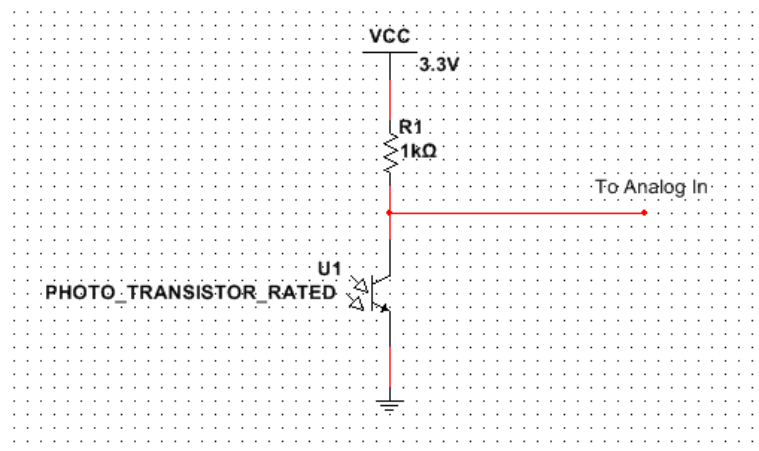 VCC
3.3V
R1
1kΩ
To Analog In
U1
PHOTO_TRANSISTOR_RATED